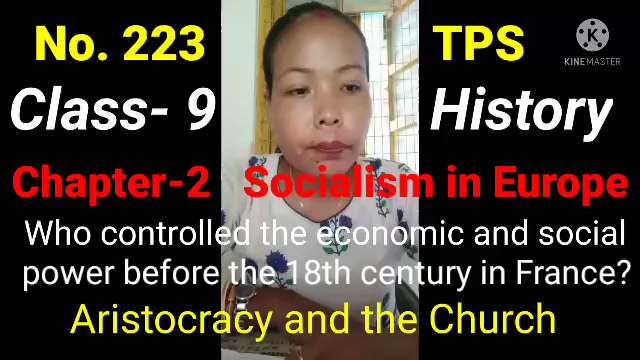 No. 223 TPS
KINEMASTER
Class- 9 History
Chapter-2 Socialism in Europe
Who controlled the economic and social
power before the 18th century in France?
Aristocracy and the Church